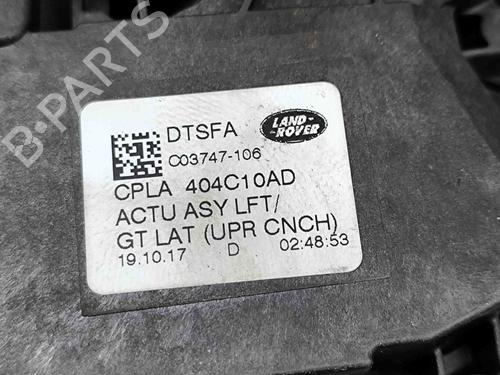 B-PARTS
DTSFA
LAND-
ROVER
C03747-106
CPLA 404C10AD
ACTU ASY LFT/
GT LAT (UPR CNCH)
19.10.17 D 02:48:53